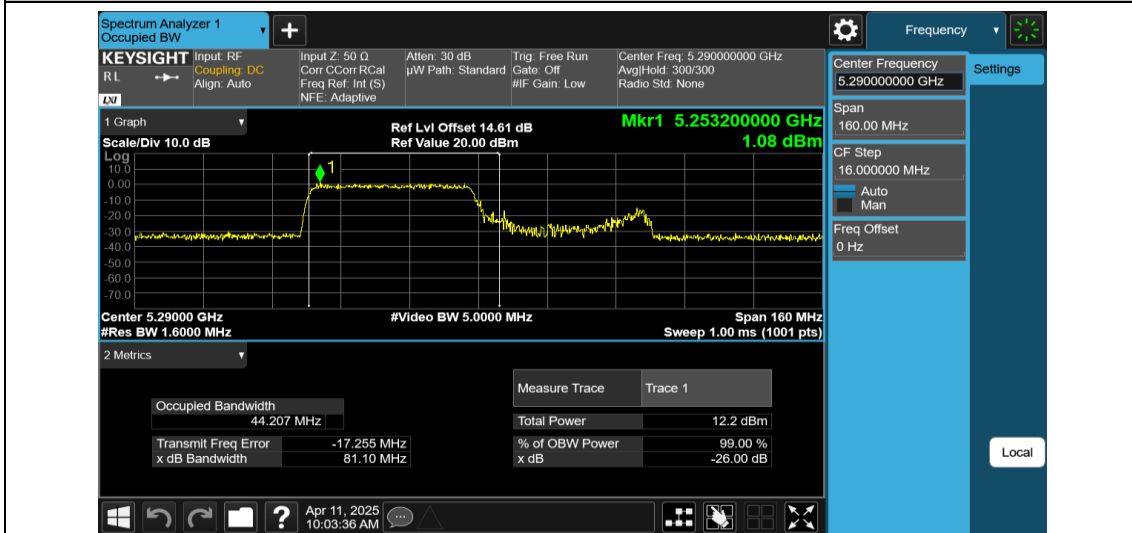 Spectrum Analyzer 1
Occupied BW
Frequency
KEYSIGHT
R L
LXI
Input: RF
Coupling: DC
Align: Auto
Input Z: 50 Ω
Corr CCorr RCal
Freq Ref: Int (S)
NFE: Adaptive
Atten: 30 dB
µW Path: Standard
Trig: Free Run
Gate: Off
#IF Gain: Low
Center Freq: 5.290000000 GHz
Avg|Hold: 300/300
Radio Std: None
Center Frequency
5.290000000 GHz
Settings
Span
160.00 MHz
CF Step
16.000000 MHz
Auto
Man
Freq Offset
0 Hz
1 Graph
Scale/Div 10.0 dB
Ref Lvl Offset 14.61 dB
Ref Value 20.00 dBm
Mkr1 5.253200000 GHz
1.08 dBm
Log
10.0
0.00
-10.0
-20.0
-30.0
-40.0
-50.0
-60.0
-70.0
1
Center 5.29000 GHz
#Res BW 1.6000 MHz
#Video BW 5.0000 MHz
Span 160 MHz
Sweep 1.00 ms (1001 pts)
2 Metrics
Measure Trace Trace 1
Occupied Bandwidth
44.207 MHz
Total Power 12.2 dBm
Transmit Freq Error -17.255 MHz
% of OBW Power 99.00 %
x dB Bandwidth 81.10 MHz
x dB -26.00 dB
Local
Apr 11, 2025
10:03:36 AM